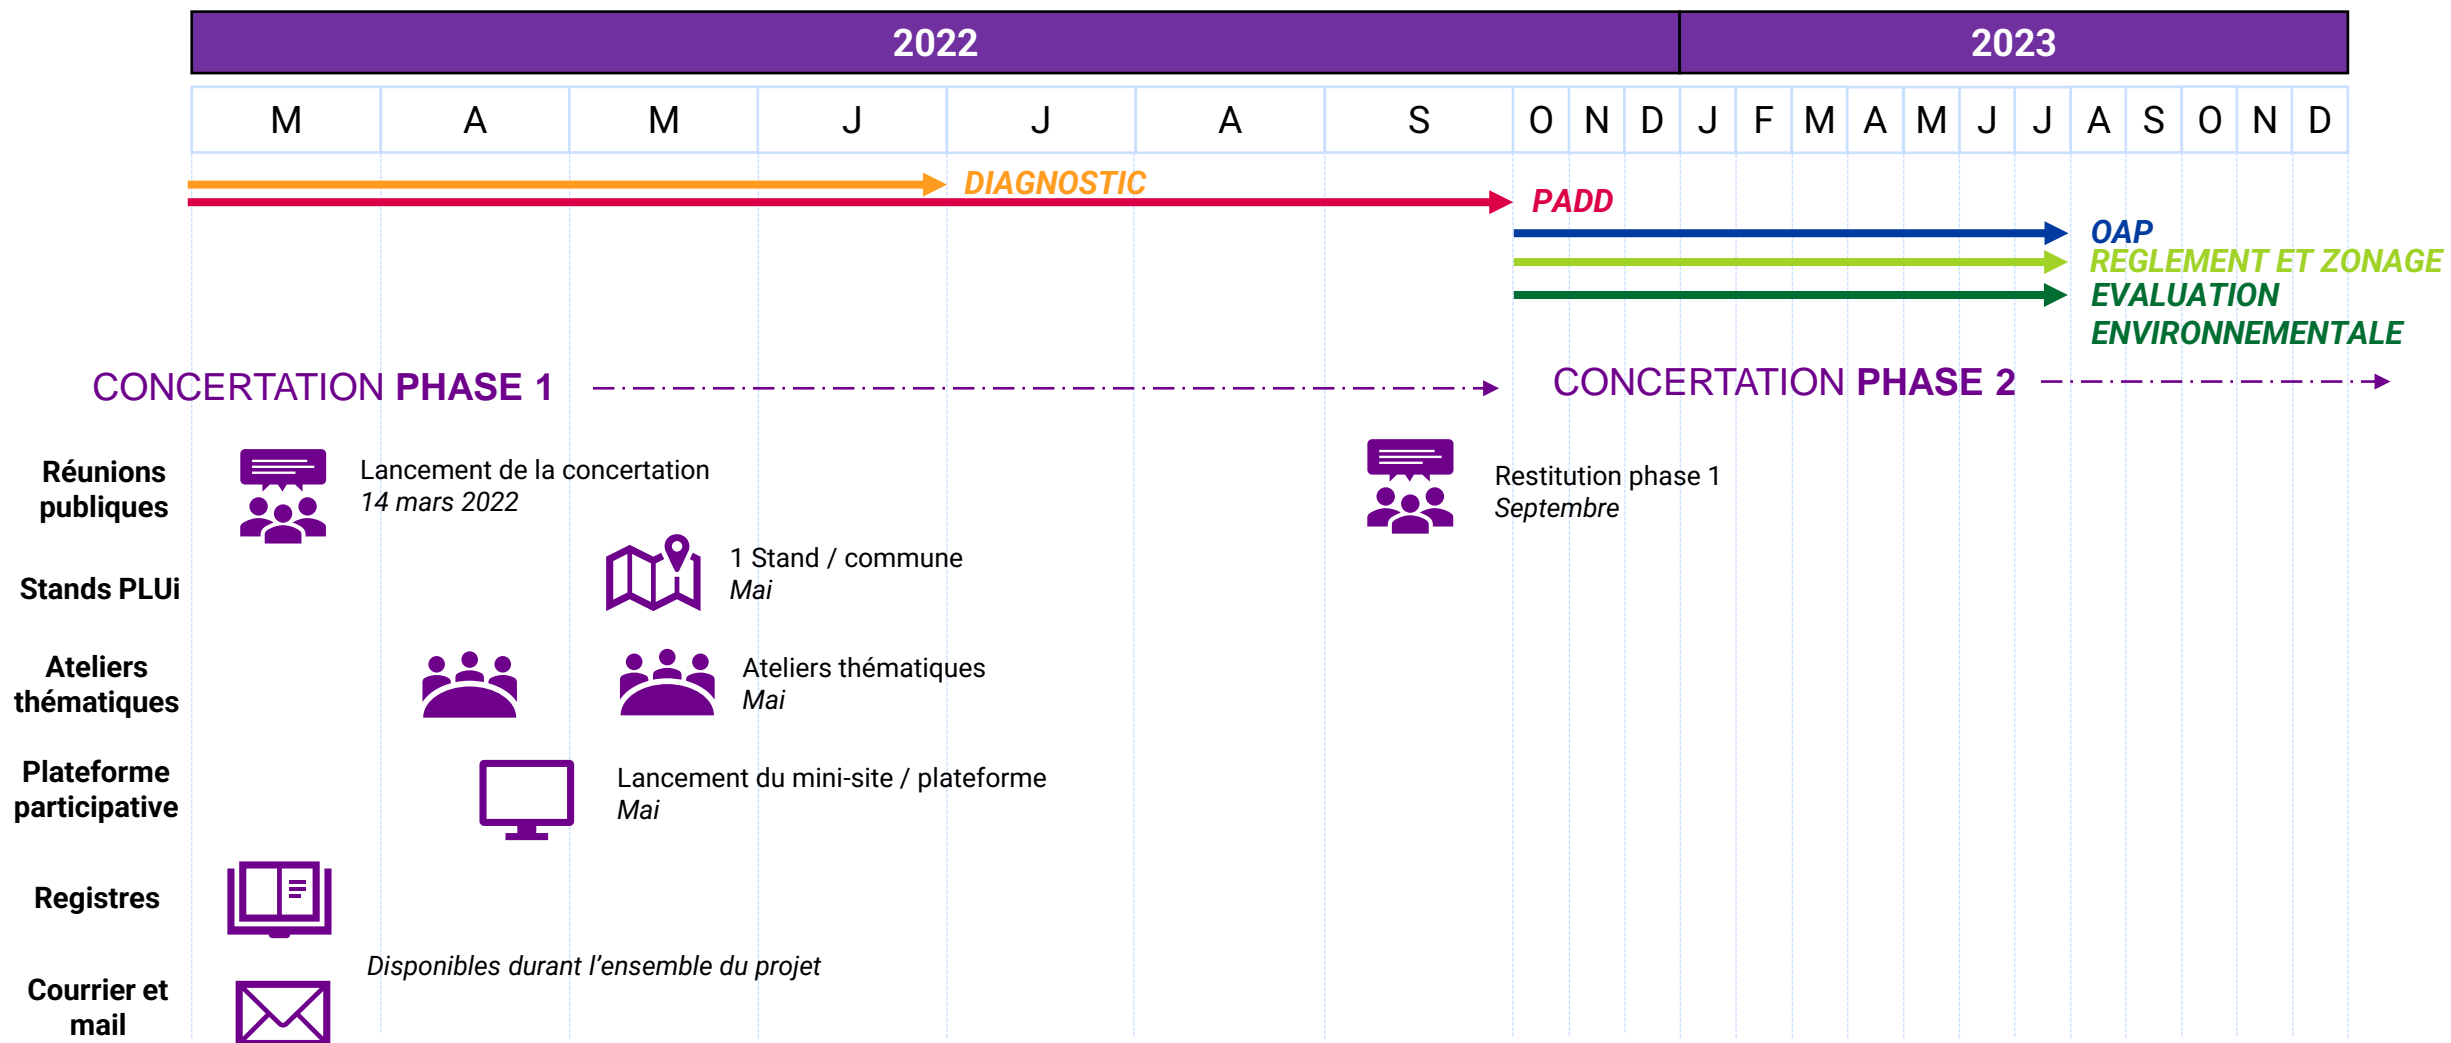 2022
2023
M A M J J A S O N D J F M A M J J A S O N D
DIAGNOSTIC
PADD
OAP
REGLEMENT ET ZONAGE
EVALUATION
ENVIRONNEMENTALE
CONCERTATION PHASE 1
CONCERTATION PHASE 2
Réunions
publiques
Lancement de la concertation
14 mars 2022
Restitution phase 1
Septembre
Stands PLUi
1 Stand / commune
Mai
Ateliers
thématiques
Ateliers thématiques
Mai
Plateforme
participative
Lancement du mini-site / plateforme
Mai
Registres
Disponibles durant l'ensemble du projet
Courrier et
mail